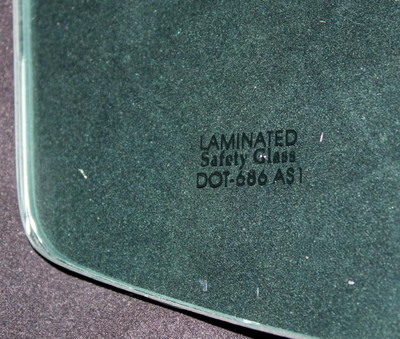 LAMINATED
Safety Glass
DOT-686 AS1